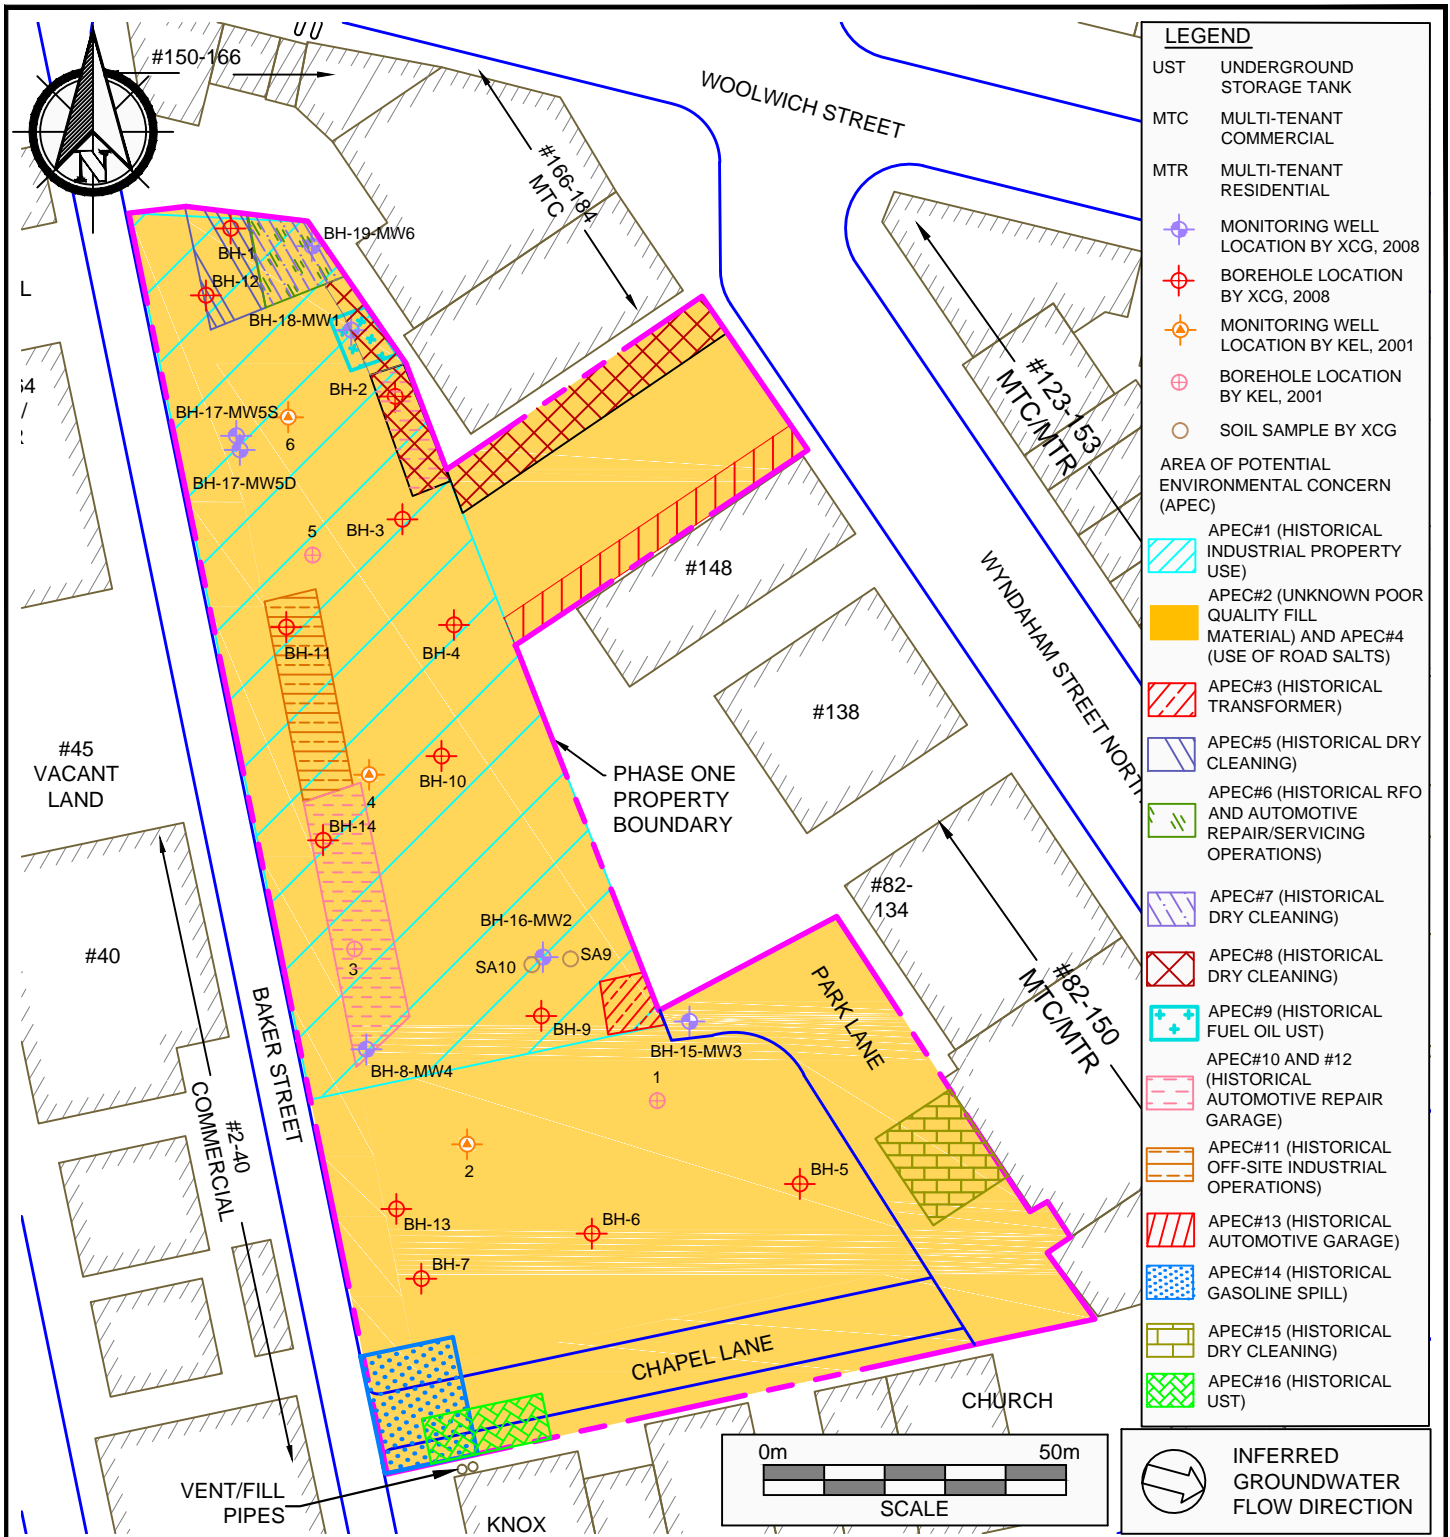 #150-166
WOOLWICH STREET
#166-184
MTC
N
BH-19-MW6
BH-1
BH-12
BH-18-MW1
BH-2
L
#123-153
MTC/MTR
BH-17-MW5S
6
BH-17-MW5D
BH-3
5
#148
WYNDAHAM STREET NORTH
BH-11
BH-4
#138
#45
VACANT
LAND
BH-10
4
PHASE ONE
PROPERTY
BOUNDARY
BH-14
#82-
134
BH-16-MW2
SA10
SA9
3
#40
BAKER STREET
PARK LANE
#82-150
MTC/MTR
BH-9
BH-15-MW3
BH-8-MW4
1
#2-40
COMMERCIAL
2
BH-5
BH-13
BH-6
BH-7
CHAPEL LANE
CHURCH
VENT/FILL
PIPES
KNOX
0m 50m
SCALE
LEGEND
UST UNDERGROUND
STORAGE TANK
MTC MULTI-TENANT
COMMERCIAL
MTR MULTI-TENANT
RESIDENTIAL
MONITORING WELL
LOCATION BY XCG, 2008
BOREHOLE LOCATION
BY XCG, 2008
MONITORING WELL
LOCATION BY KEL, 2001
BOREHOLE LOCATION
BY KEL, 2001
SOIL SAMPLE BY XCG
AREA OF POTENTIAL
ENVIRONMENTAL CONCERN
(APEC)
APEC#1 (HISTORICAL
INDUSTRIAL PROPERTY
USE)
APEC#2 (UNKNOWN POOR
QUALITY FILL
MATERIAL) AND APEC#4
(USE OF ROAD SALTS)
APEC#3 (HISTORICAL
TRANSFORMER)
APEC#5 (HISTORICAL DRY
CLEANING)
APEC#6 (HISTORICAL RFO
AND AUTOMOTIVE
REPAIR/SERVICING
OPERATIONS)
APEC#7 (HISTORICAL
DRY CLEANING)
APEC#8 (HISTORICAL
DRY CLEANING)
APEC#9 (HISTORICAL
FUEL OIL UST)
APEC#10 AND #12
(HISTORICAL
AUTOMOTIVE REPAIR
GARAGE)
APEC#11 (HISTORICAL
OFF-SITE INDUSTRIAL
OPERATIONS)
APEC#13 (HISTORICAL
AUTOMOTIVE GARAGE)
APEC#14 (HISTORICAL
GASOLINE SPILL)
APEC#15 (HISTORICAL
DRY CLEANING)
APEC#16 (HISTORICAL
UST)
INFERRED
GROUNDWATER
FLOW DIRECTION